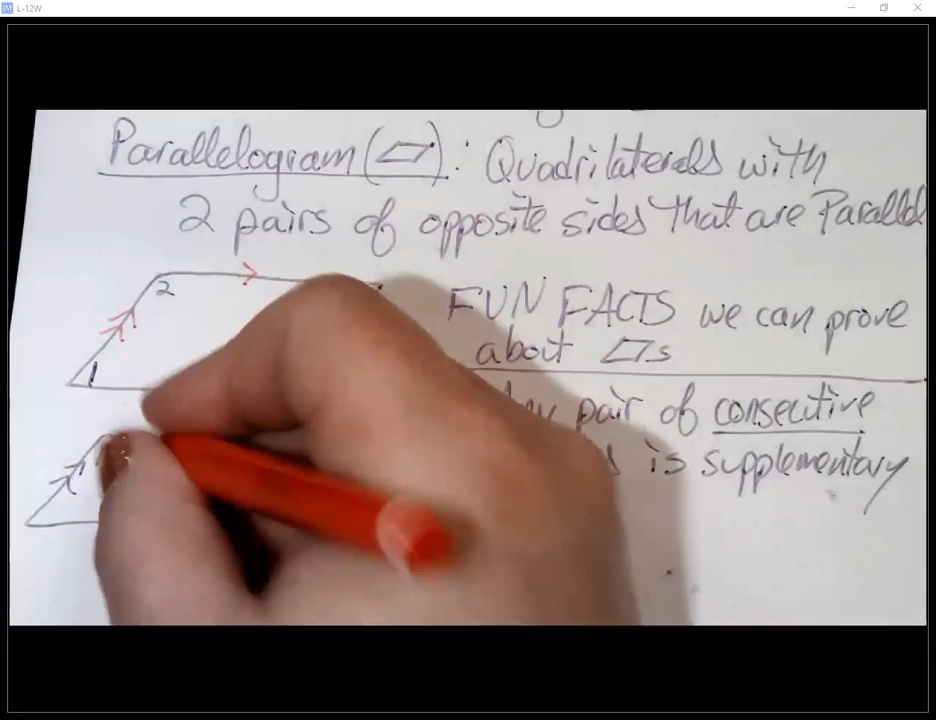 L-12W
Parallelogram (▱): Quadrilaterals with
2 pairs of opposite sides that are Parallel
2
FUN FACTS we can prove
about ▱s
1
pair of consecutive
is supplementary